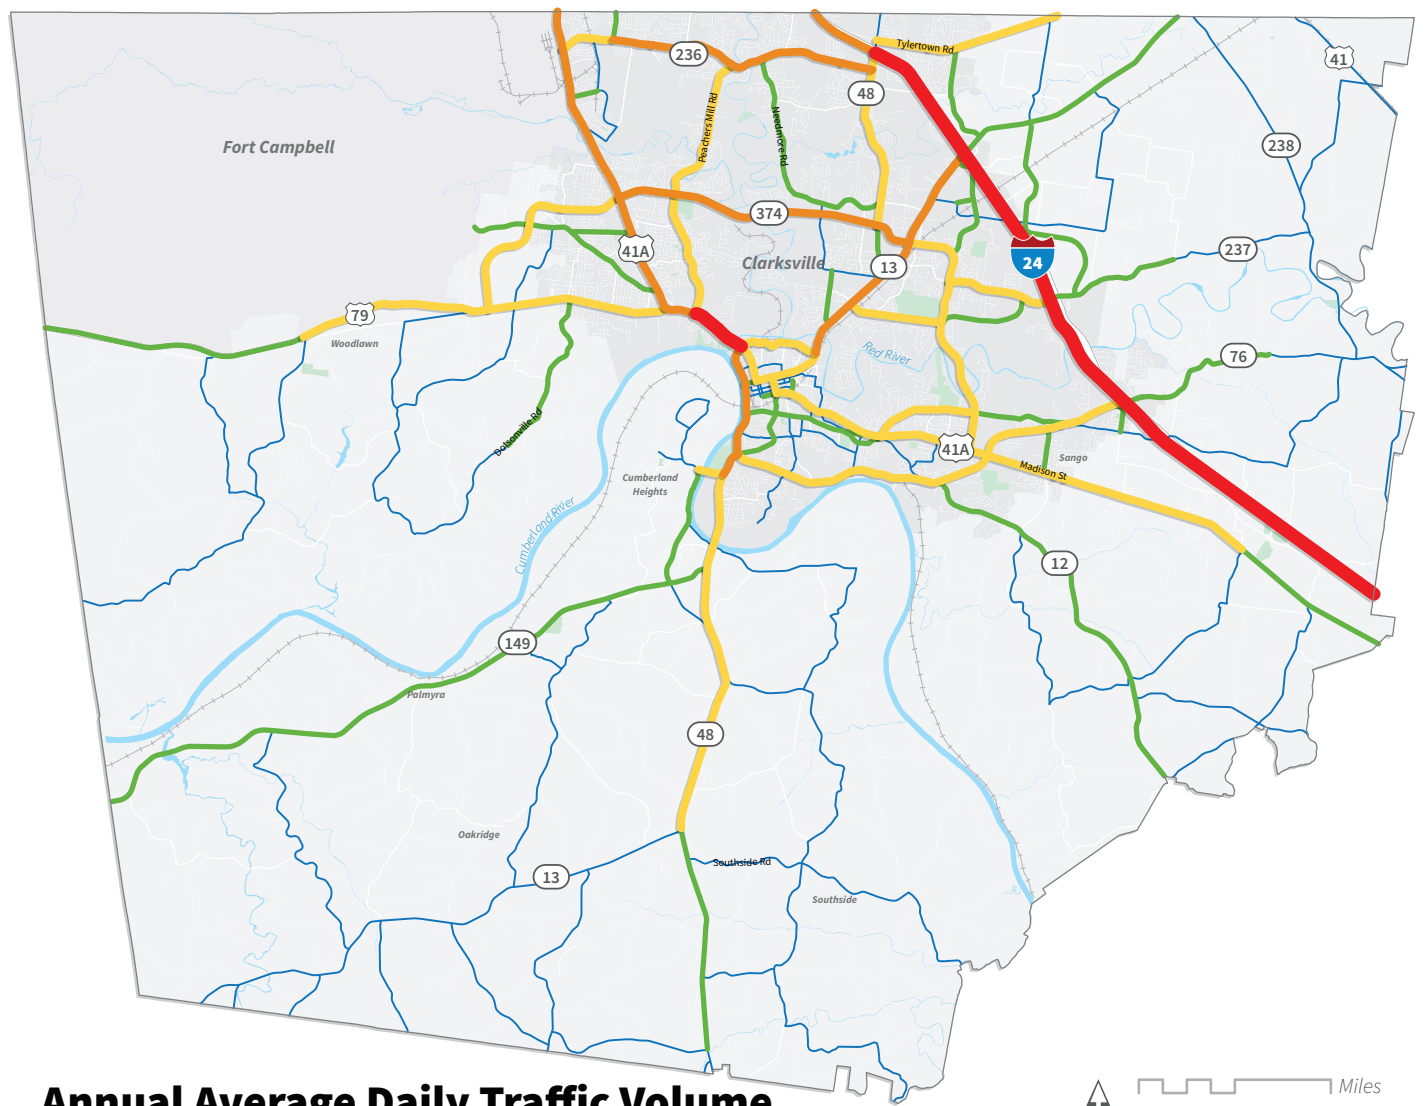 Tylertown Rd
236
41
48
Peachers Mill Rd
Needmore Rd
Fort Campbell
238
374
41A
237
Clarksville
13
24
79
Woodlawn
Red River
76
Dotsonville Rd
41A
Sango
Madison St
Cumberland
Heights
Cumberland River
12
149
Palmyra
48
Oakridge
Southside Rd
13
Southside
Annual Average Daily Traffic Volume
Miles